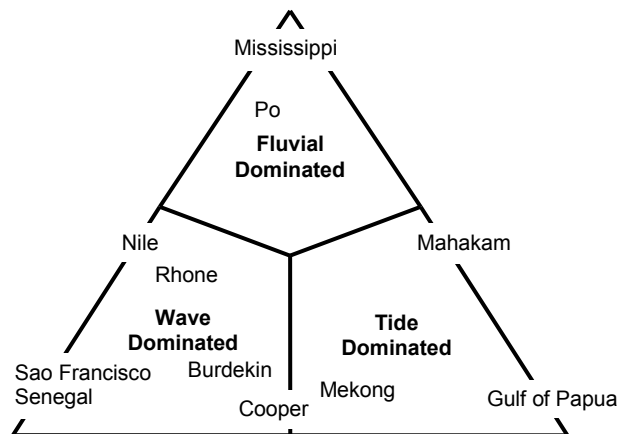 Mississippi
Po
Fluvial
Dominated
Nile
Mahakam
Rhone
Wave
Dominated
Tide
Dominated
Sao Francisco
Senegal
Burdekin
Mekong
Cooper
Gulf of Papua